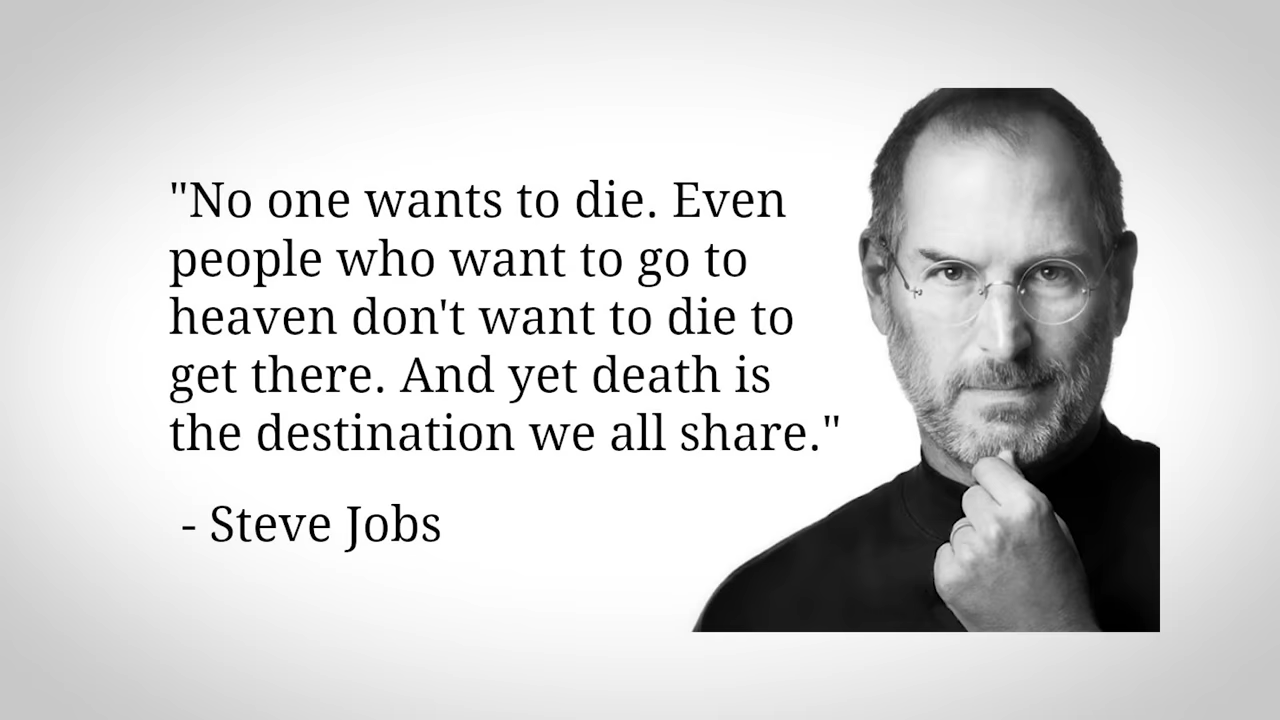 "No one wants to die. Even
people who want to go to
heaven don't want to die to
get there. And yet death is
the destination we all share."
- Steve Jobs